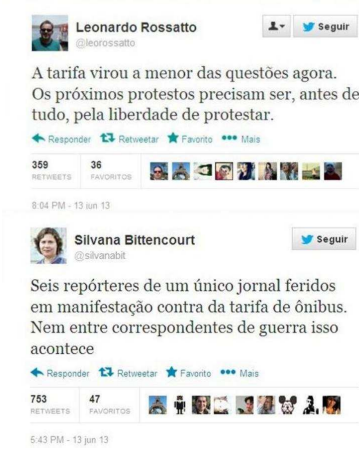 Leonardo Rossatto
Seguir
@leorossatto
A tarifa virou a menor das questões agora.
Os próximos protestos precisam ser, antes de
tudo, pela liberdade de protestar.
Responder Retweetar Favorito Mais
359 36
RETWEETS FAVORITOS
8:04 PM - 13 jun 13
Silvana Bittencourt
Seguir
@silvanabit
Seis repórteres de um único jornal feridos
em manifestação contra da tarifa de ônibus.
Nem entre correspondentes de guerra isso
acontece
Responder Retweetar Favorito Mais
753 47
RETWEETS FAVORITOS
5:43 PM - 13 jun 13